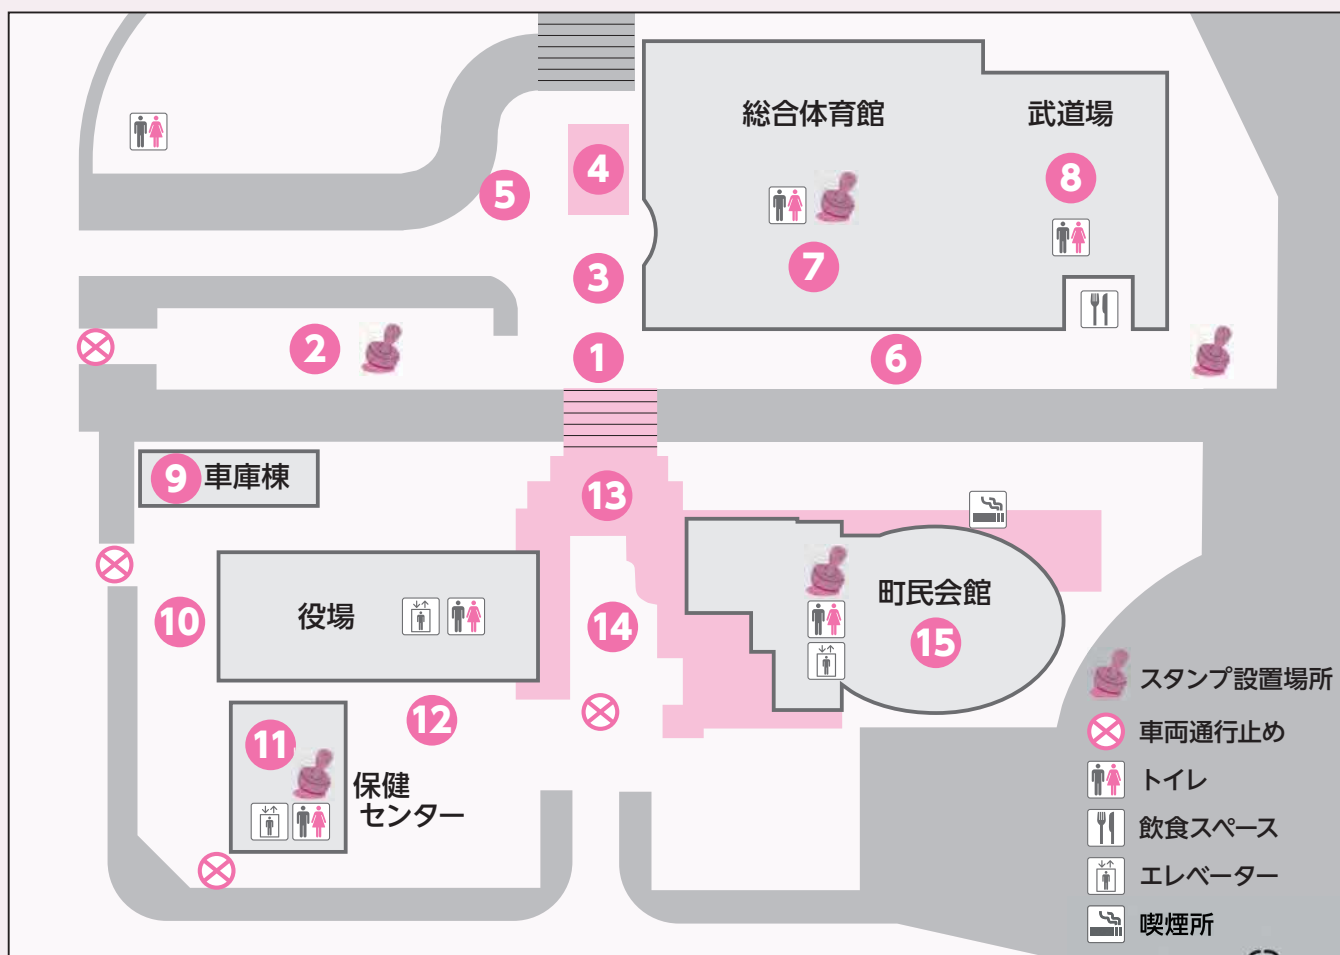 総合体育館
武道場
4
8
5
7
3
2
1
6
9 車庫棟
13
役場
10
14
町民会館
15
12
11
保健
センター
スタンプ設置場所
車両通行止め
トイレ
飲食スペース
エレベーター
喫煙所